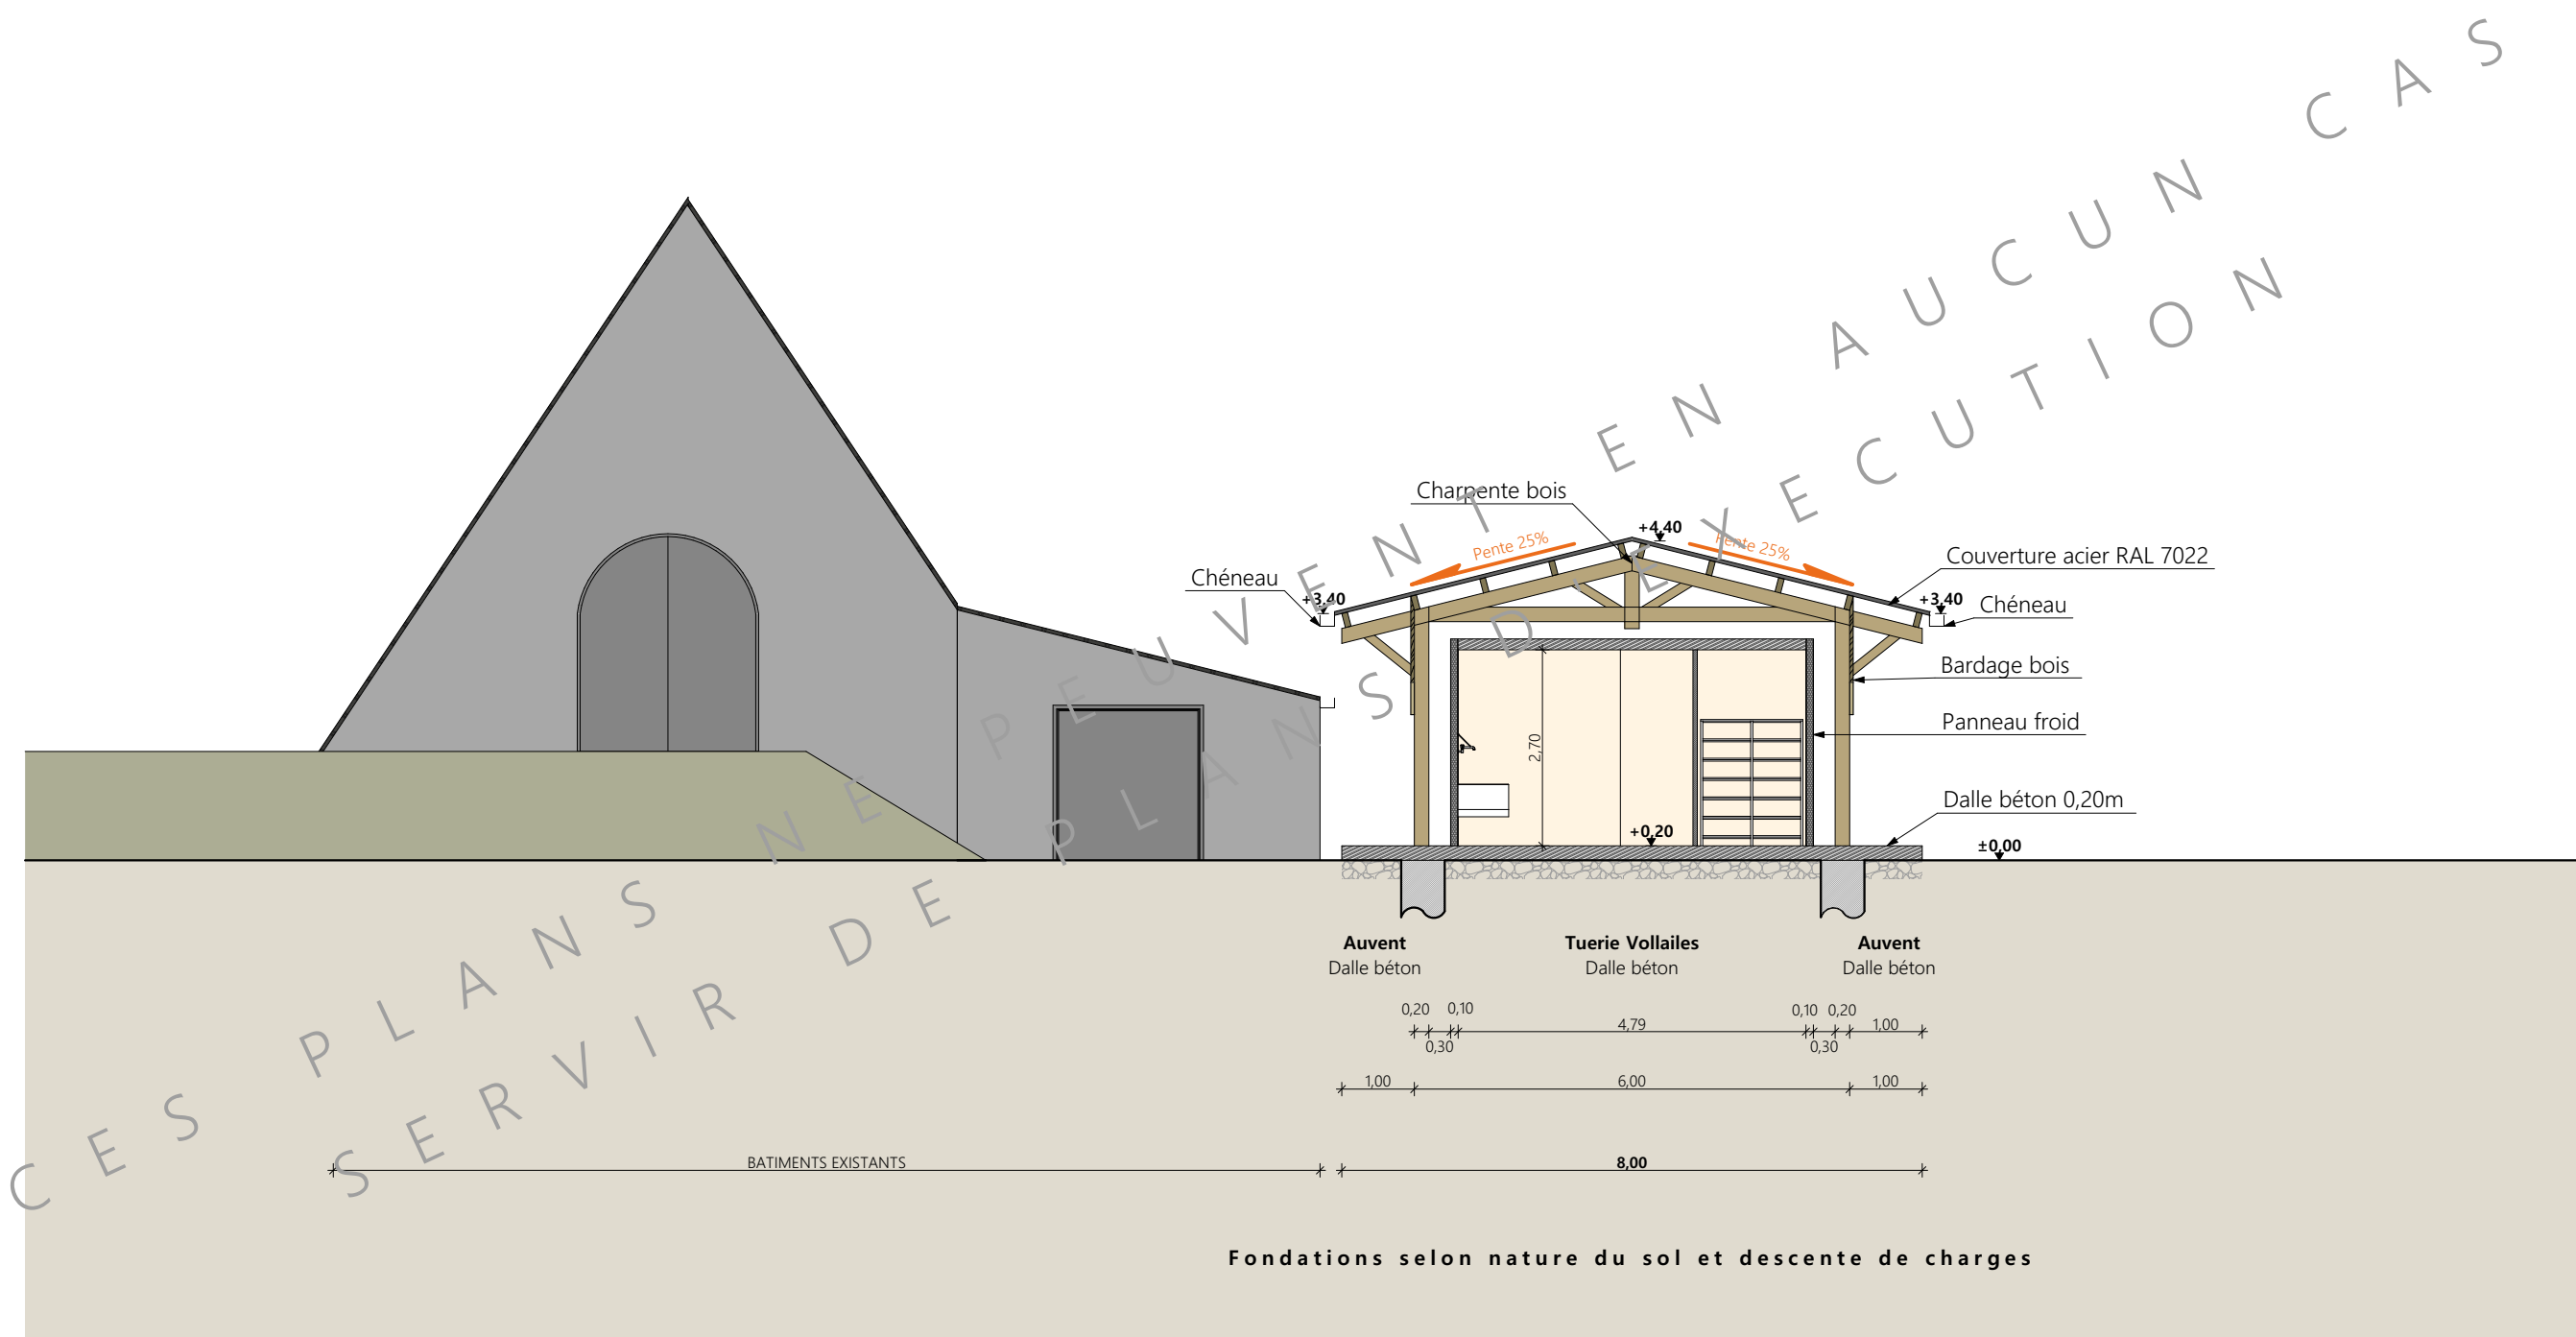 CES PLANS NE PEUVENT EN AUCUN CAS
SERVIR DE PLANS D'EXECUTION
Charpente bois
+4,40
Pente 25%
Pente 25%
Couverture acier RAL 7022
Chéneau
+3,40
+3,40
Chéneau
Bardage bois
Panneau froid
2,70
Dalle béton 0,20m
+0,20
±0,00
Auvent
Dalle béton
Tuerie Vollailes
Dalle béton
Auvent
Dalle béton
0,20
0,10
0,10
0,20
4,79
1,00
0,30
0,30
1,00
6,00
1,00
BATIMENTS EXISTANTS
8,00
Fondations selon nature du sol et descente de charges